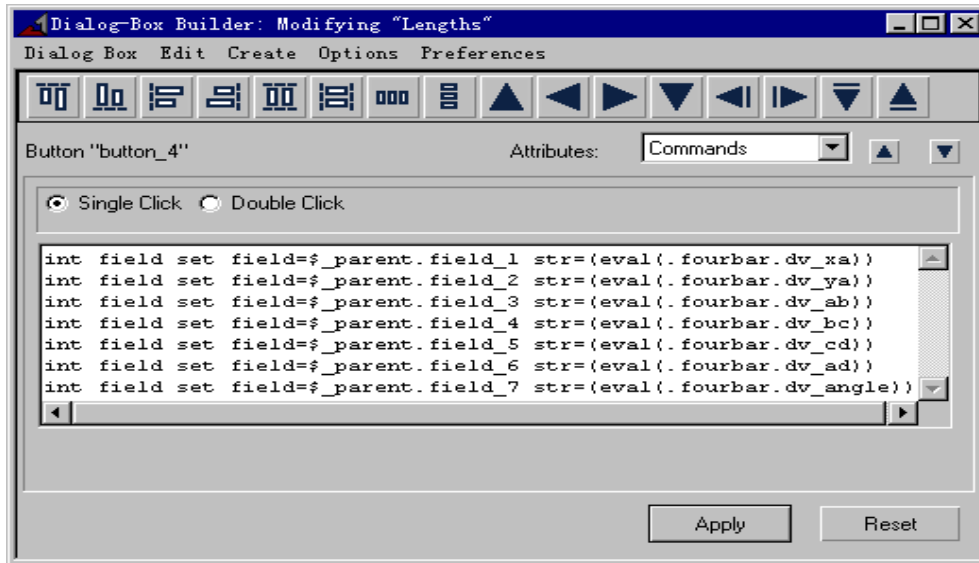 Dialog-Box Builder: Modifying "Lengths"
Dialog Box Edit Create Options Preferences
Button "button_4" Attributes: Commands
Single Click Double Click
int field set field=$_parent.field_1 str=(eval(.fourbar.dv_xa))
int field set field=$_parent.field_2 str=(eval(.fourbar.dv_ya))
int field set field=$_parent.field_3 str=(eval(.fourbar.dv_ab))
int field set field=$_parent.field_4 str=(eval(.fourbar.dv_bc))
int field set field=$_parent.field_5 str=(eval(.fourbar.dv_cd))
int field set field=$_parent.field_6 str=(eval(.fourbar.dv_ad))
int field set field=$_parent.field_7 str=(eval(.fourbar.dv_angle))
Apply Reset